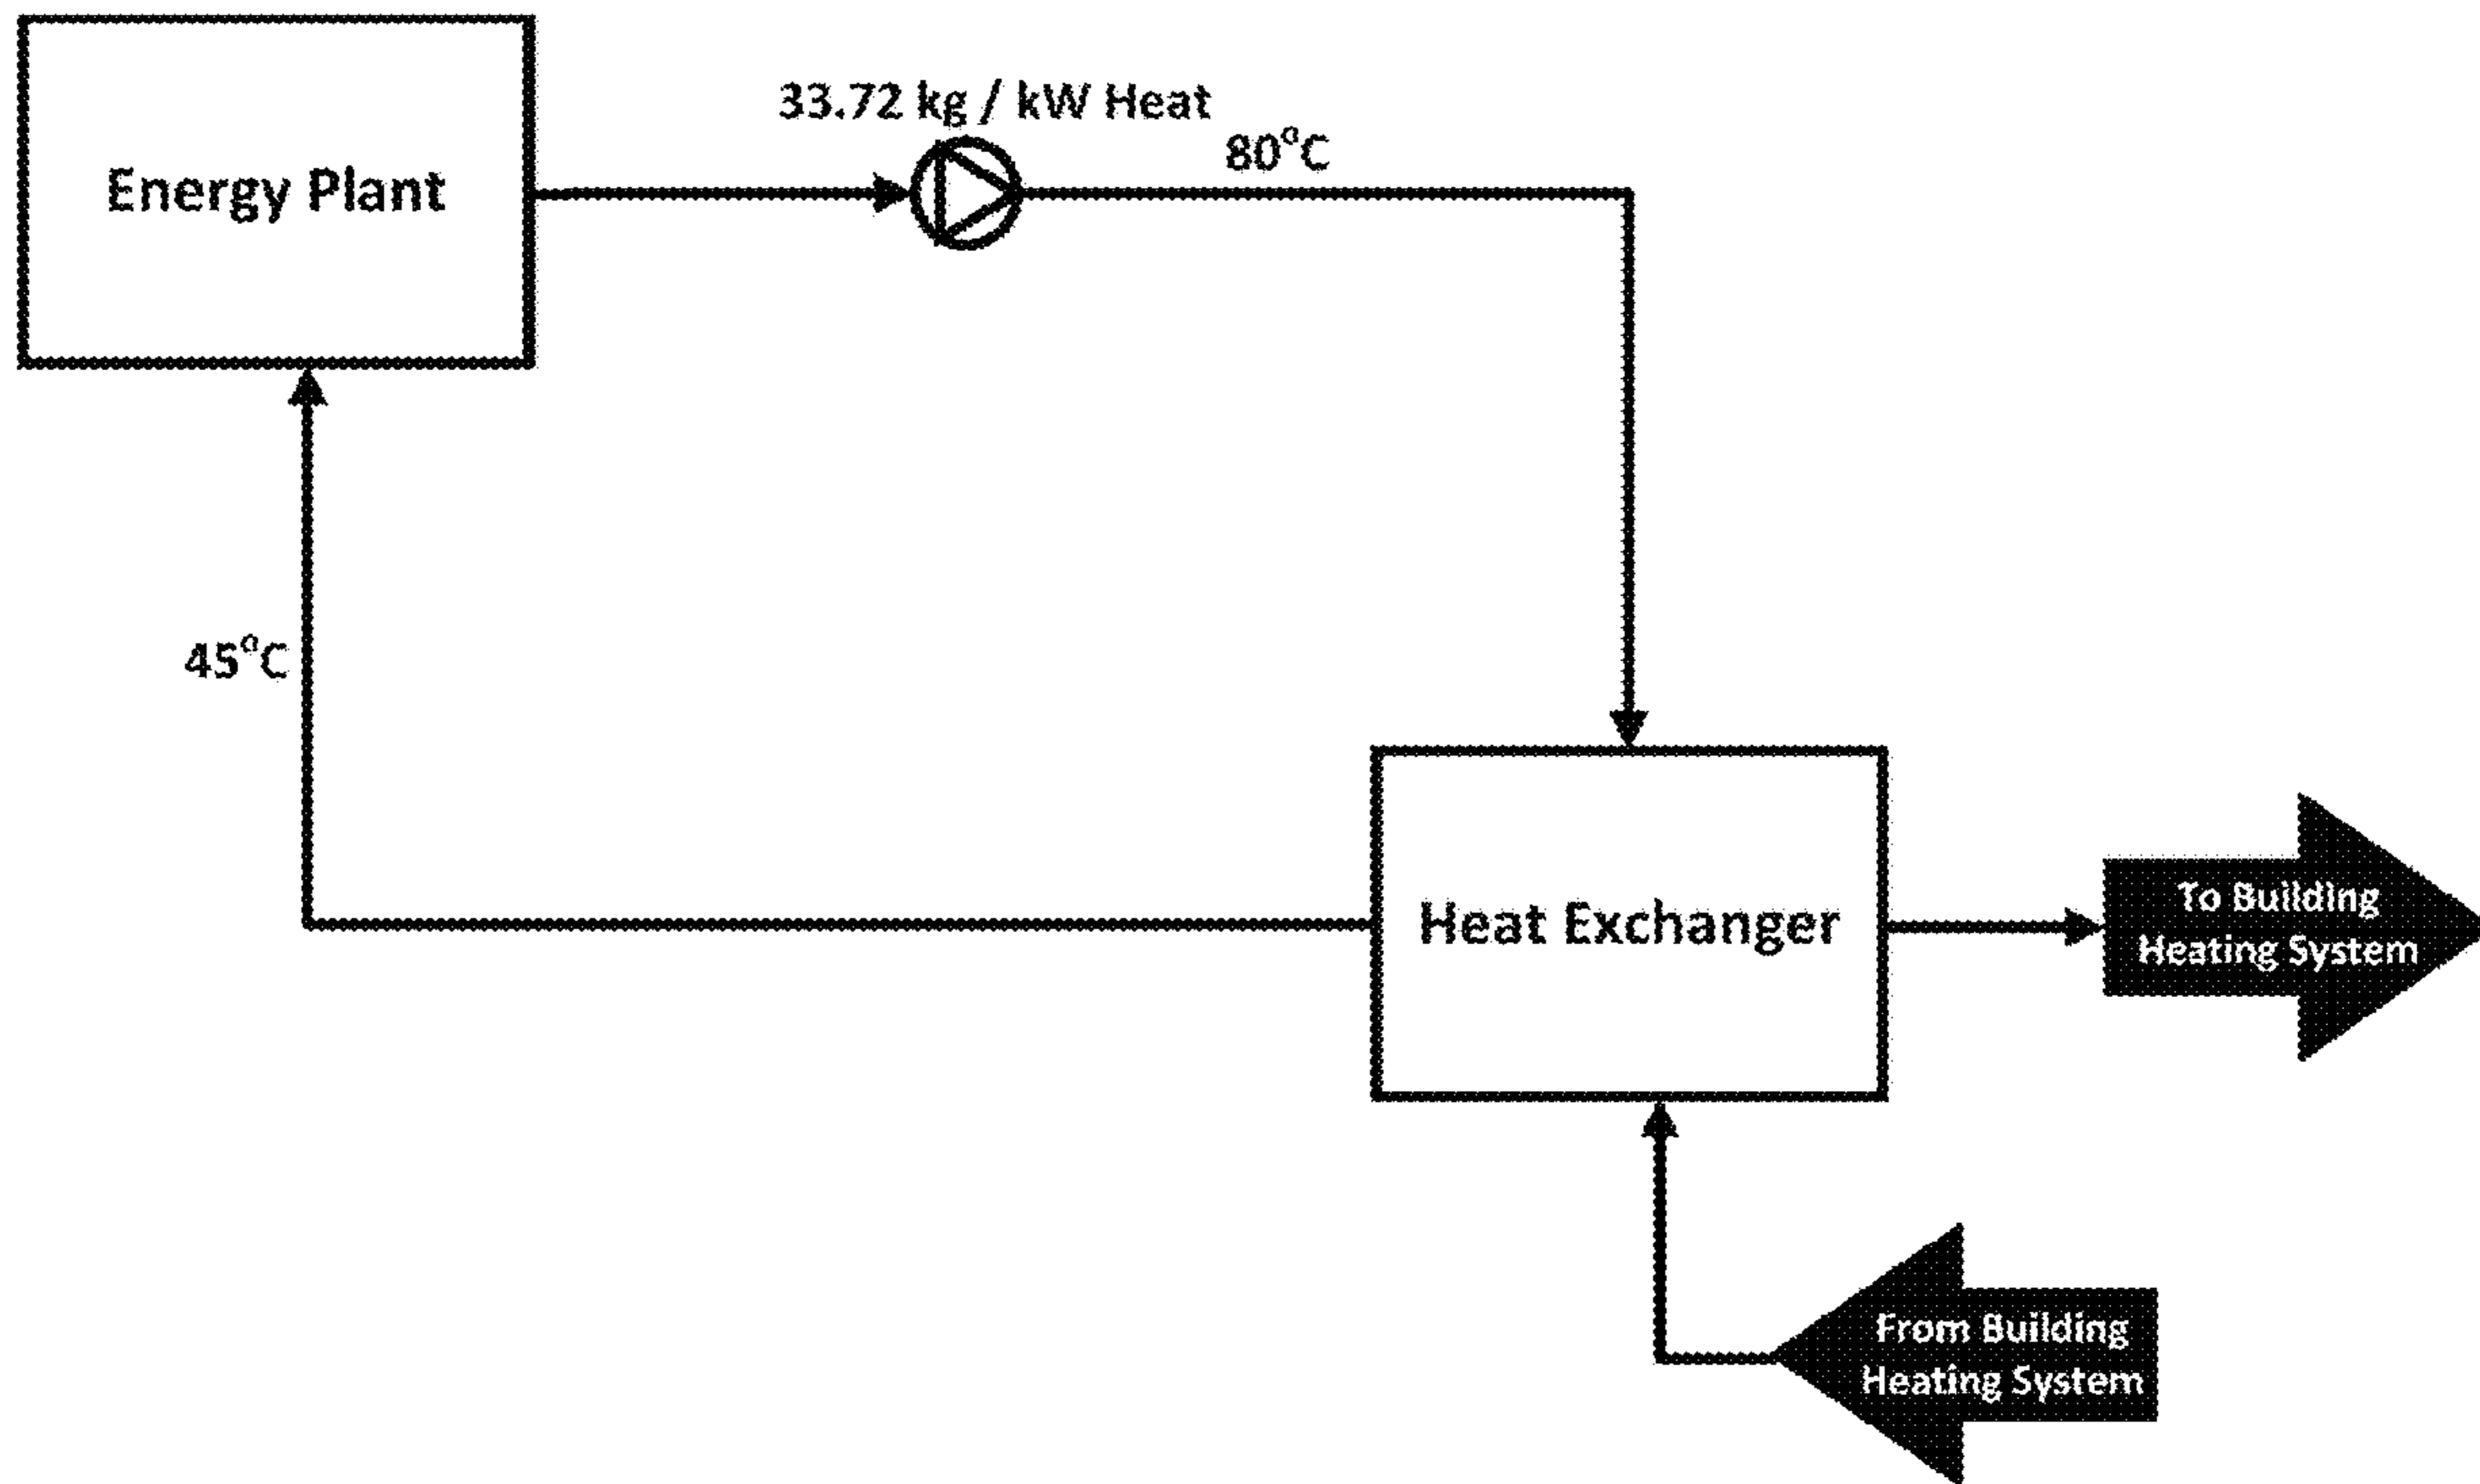 33.72 kg / kW Heat
80°C
Energy Plant
45°C
Heat Exchanger
To Building
Heating System
From Building
Heating System